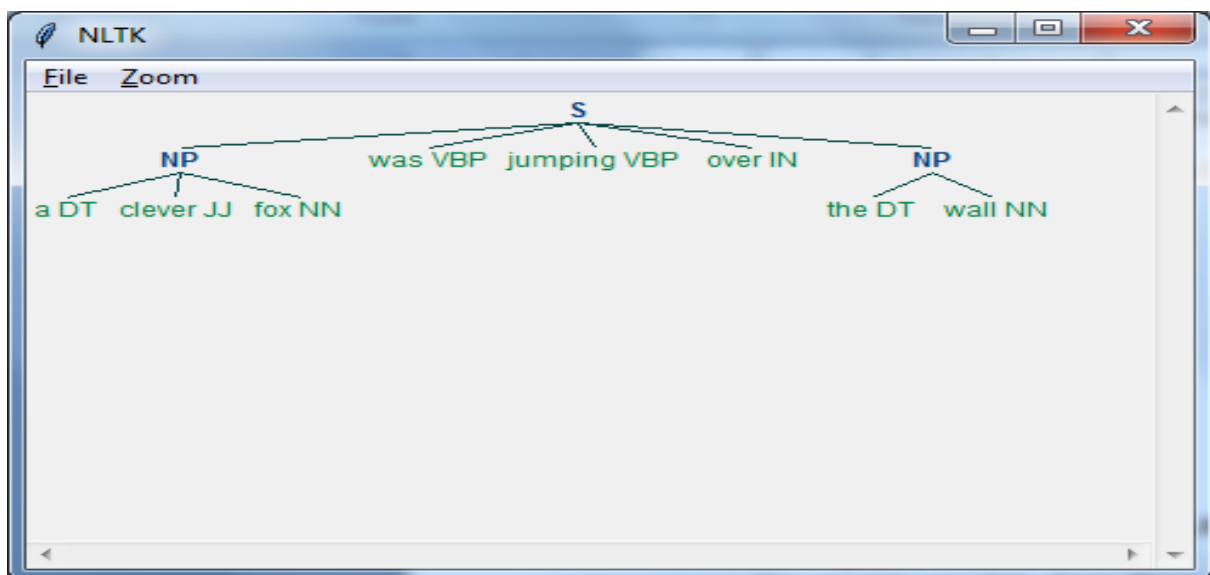 NLTK
File Zoom
S
NP was VBP jumping VBP over IN NP
a DT clever JJ fox NN the DT wall NN